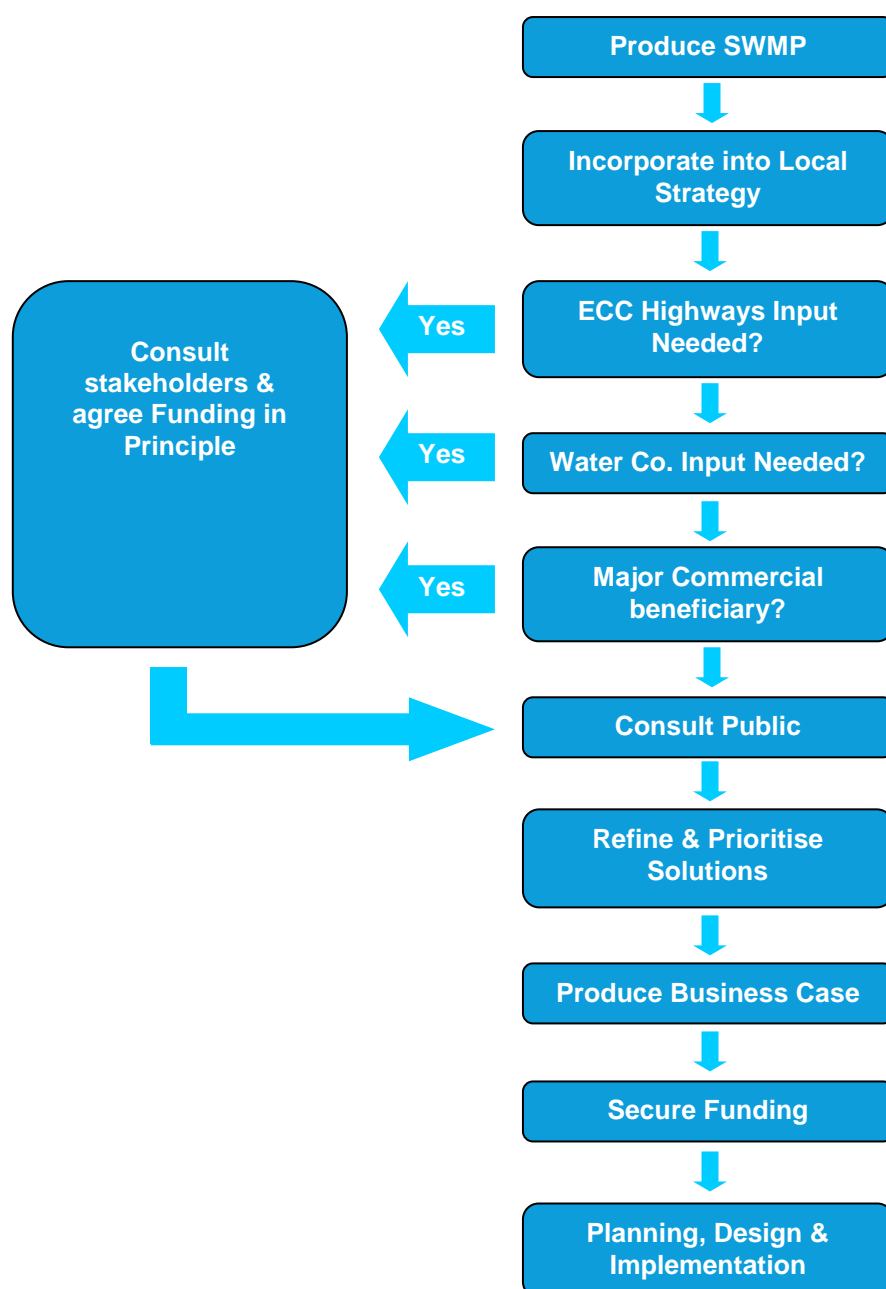 Produce SWMP
Incorporate into Local
Strategy
ECC Highways Input
Needed?
Yes
Consult
stakeholders &
agree Funding in
Principle
Water Co. Input Needed?
Yes
Major Commercial
beneficiary?
Yes
Consult Public
Refine & Prioritise
Solutions
Produce Business Case
Secure Funding
Planning, Design &
Implementation